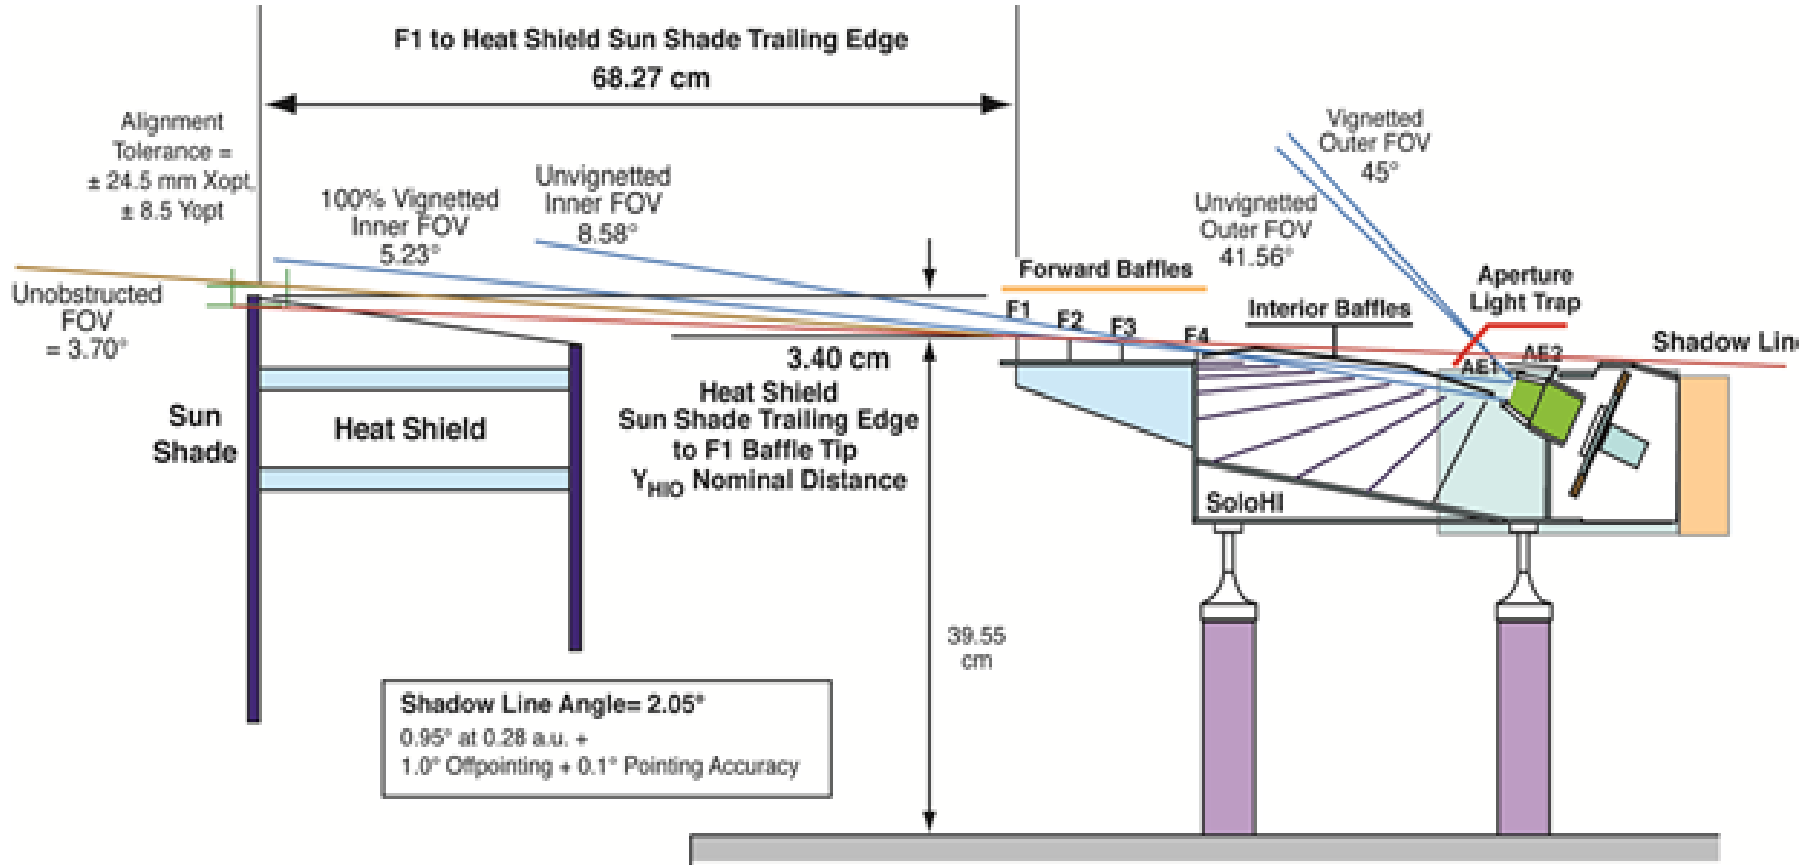 F1 to Heat Shield Sun Shade Trailing Edge
68.27 cm
Alignment
Tolerance =
± 24.5 mm Xopt,
± 8.5 Yopt
100% Vignetted
Inner FOV
5.23°
Unvignetted
Inner FOV
8.58°
Vignetted
Outer FOV
45°
Unvignetted
Outer FOV
41.56°
Forward Baffles
Aperture
Light Trap
Interior Baffles
Unobstructed
FOV
= 3.70°
F1
F2
F3
F4
AE1
AE2
Shadow Lin
3.40 cm
Heat Shield
Sun Shade Trailing Edge
to F1 Baffle Tip
YHIO Nominal Distance
Sun
Shade
Heat Shield
SoloHI
39.55
cm
Shadow Line Angle= 2.05°
0.95° at 0.28 a.u. +
1.0° Offpointing + 0.1° Pointing Accuracy